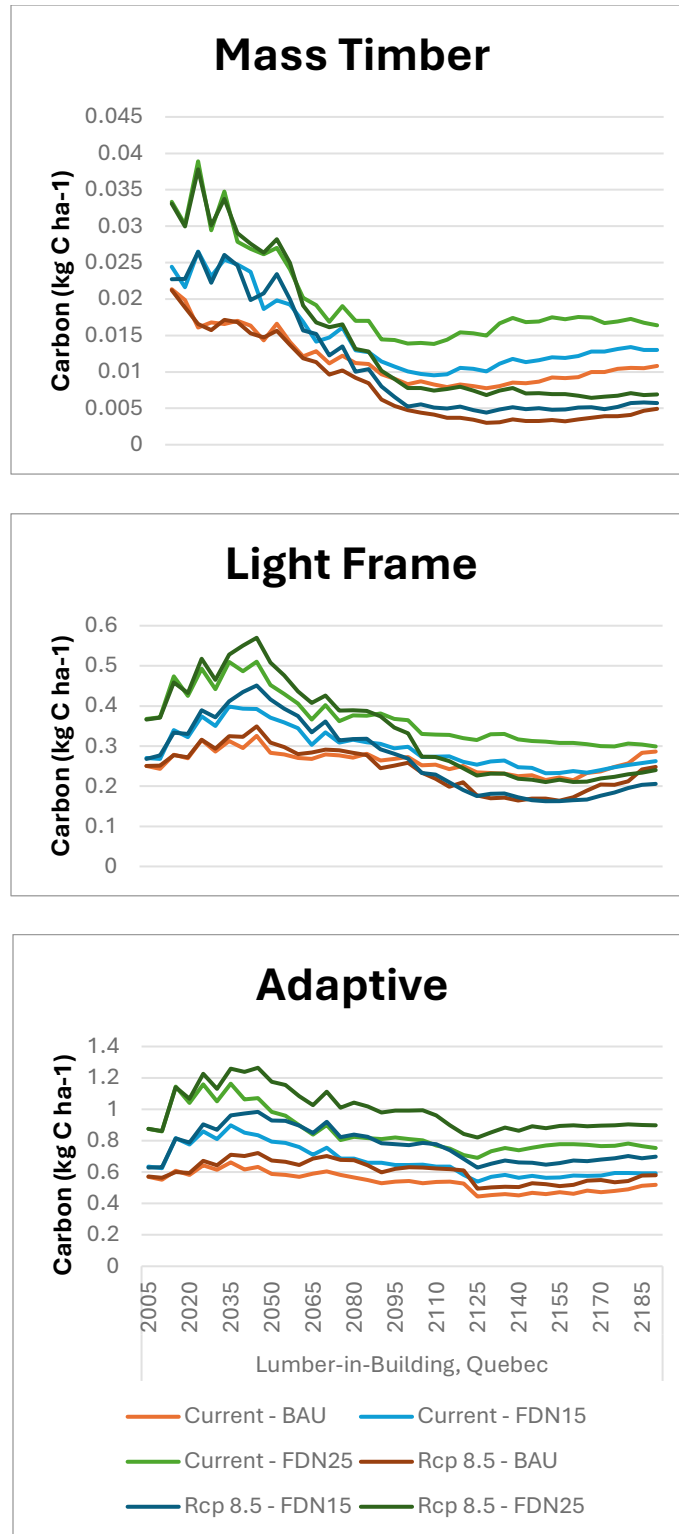 Mass Timber
Carbon (kg C ha-1)
0.045
0.04
0.035
0.03
0.025
0.02
0.015
0.01
0.005
0
Light Frame
Carbon (kg C ha-1)
0.6
0.5
0.4
0.3
0.2
0.1
0
Adaptive
Carbon (kg C ha-1)
1.4
1.2
1
0.8
0.6
0.4
0.2
0
2005 2020 2035 2050 2065 2080 2095 2110 2125 2140 2155 2170 2185
Lumber-in-Building, Quebec
Current - BAU Current - FDN15
Current - FDN25 Rcp 8.5 - BAU
Rcp 8.5 - FDN15 Rcp 8.5 - FDN25